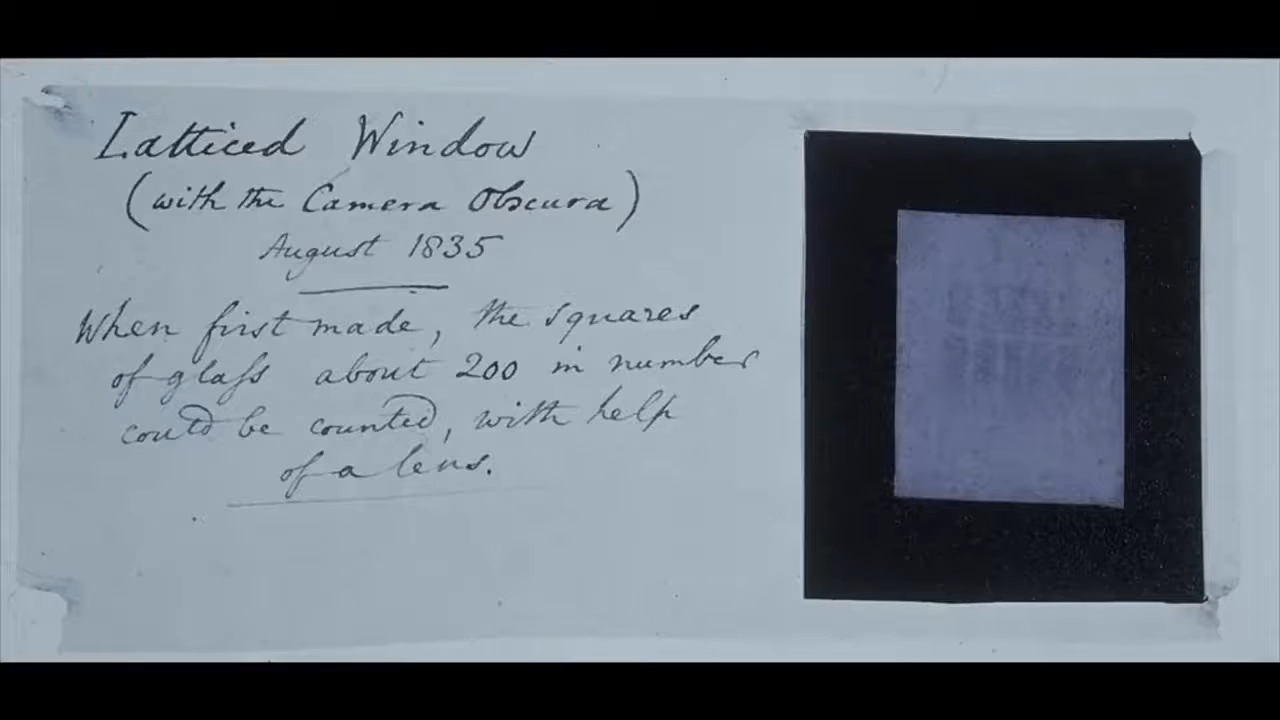 Latticed Window
(with the Camera Obscura)
August 1835
When first made, the squares
of glaſs about 200 in number
could be counted, with help
of a lens.